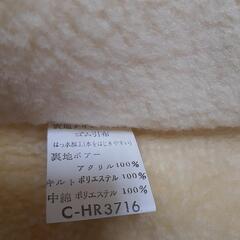 ゴム引布
はっ水加工(水をはじきやすい)
裏地ボアー
アクリル100%
キルトポリエステル100%
中綿ポリエステル100%
C-HR3716